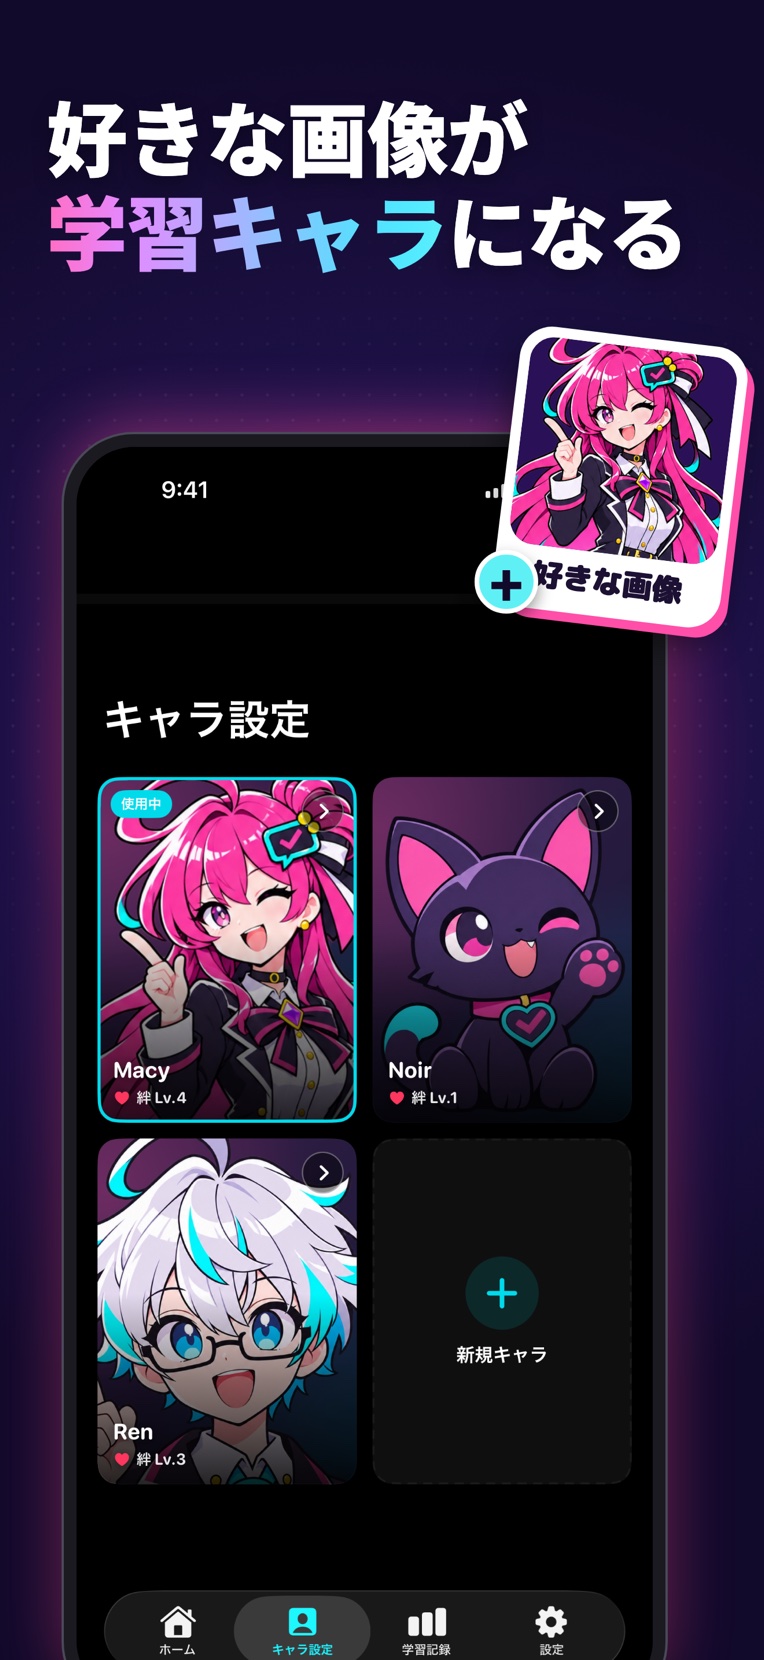 好きな画像が
学習キャラになる
9:41
好きな画像
キャラ設定
使用中
Macy
絆 Lv.4
Noir
絆 Lv.1
Ren
絆 Lv.3
新規キャラ
ホーム
キャラ設定
学習記録
設定